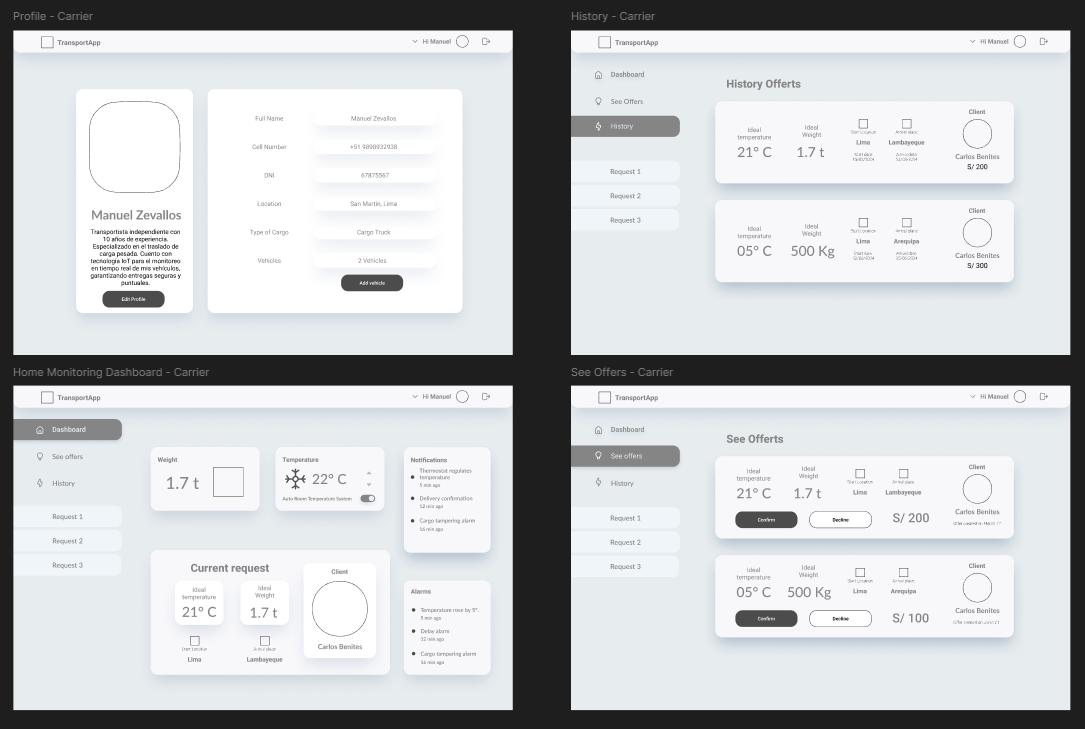 Profile - Carrier
TransportApp
Hi Manuel
Manuel Zevallos
Transportista independiente con
10 años de experiencia.
Especializado en el traslado de
carga pesada. Cuento con
tecnología IoT para el monitoreo
en tiempo real de mis vehículos,
garantizando entregas seguras y
puntuales.
Edit Profile
Full Name
Manuel Zevallos
Cell Number
+51 9898932938
DNI
67875567
Location
San Martin, Lima
Type of Cargo
Cargo Truck
Vehicles
2 Vehicles
Add vehicle
History - Carrier
TransportApp
Hi Manuel
Dashboard
See Offers
History
Request 1
Request 2
Request 3
History Offerts
Ideal
temperature
21° C
Ideal
Weight
1.7 t
Start Location
Lima
Start date
Arrival place
Lambayeque
Arrival date
Client
Carlos Benites
S/ 200
Ideal
temperature
05° C
Ideal
Weight
500 Kg
Start Location
Lima
Start date
Arrival place
Arequipa
Arrival date
Client
Carlos Benites
S/ 300
Home Monitoring Dashboard - Carrier
TransportApp
Hi Manuel
Dashboard
See offers
History
Request 1
Request 2
Request 3
Weight
1.7 t
Temperature
22° C
Auto Room Temperature System
Notifications
Thermostat regulates
temperature
5 min ago
Delivery confirmation
12 min ago
Cargo tampering alarm
16 min ago
Current request
Ideal
temperature
21° C
Ideal
Weight
1.7 t
Start Location
Lima
Arrival place
Lambayeque
Client
Carlos Benites
Alarms
Temperature rose by 5°.
5 min ago
Delay alarm
12 min ago
Cargo tampering alarm
16 min ago
See Offers - Carrier
TransportApp
Hi Manuel
Dashboard
See offers
History
Request 1
Request 2
Request 3
See Offerts
Ideal
temperature
21° C
Ideal
Weight
1.7 t
Start Location
Lima
Arrival place
Lambayeque
Client
Carlos Benites
Confirm
Decline
S/ 200
Ideal
temperature
05° C
Ideal
Weight
500 Kg
Start Location
Lima
Arrival place
Arequipa
Client
Carlos Benites
Confirm
Decline
S/ 100